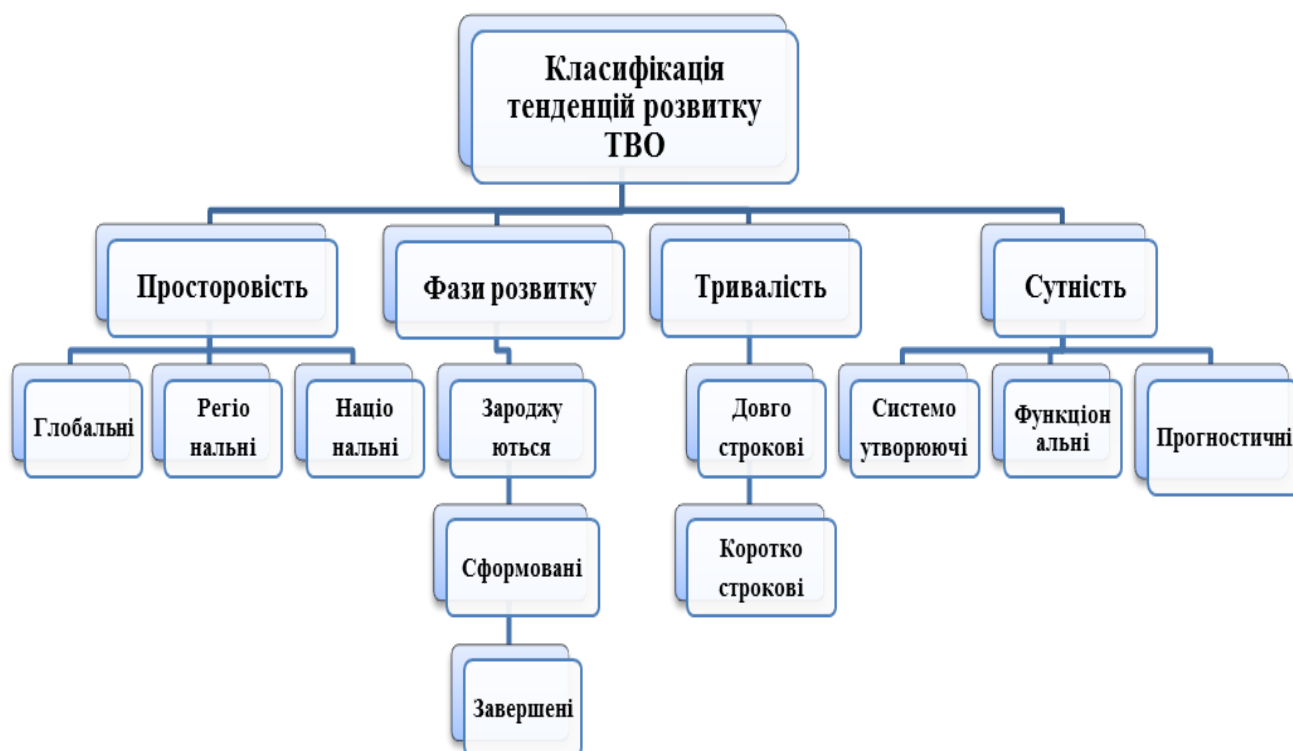 Класифікація
тенденцій розвитку
ТВО
Просторовість
Фази розвитку
Тривалість
Сутність
Глобальні
Регіо
нальні
Націо
нальні
Зароджу
ються
Довго
строкові
Системо
утворюючі
Функціон
альні
Прогностичні
Сформовані
Коротко
строкові
Завершені